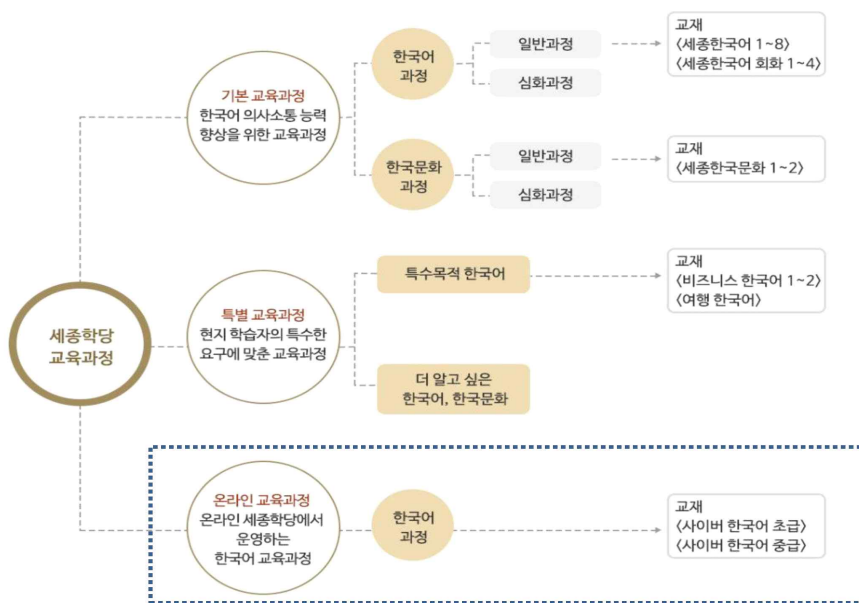 세종학당
교육과정
기본 교육과정
한국어 의사소통 능력
향상을 위한 교육과정
한국어
과정
일반과정
심화과정
교재
〈세종한국어 1~8〉
〈세종한국어 회화 1~4〉
한국문화
과정
일반과정
심화과정
교재
〈세종한국문화 1~2〉
특별 교육과정
현지 학습자의 특수한
요구에 맞춘 교육과정
특수목적 한국어
교재
〈비즈니스 한국어 1~2〉
〈여행 한국어〉
더 알고 싶은
한국어, 한국문화
온라인 교육과정
온라인 세종학당에서
운영하는
한국어 교육과정
한국어
과정
교재
〈사이버 한국어 초급〉
〈사이버 한국어 중급〉